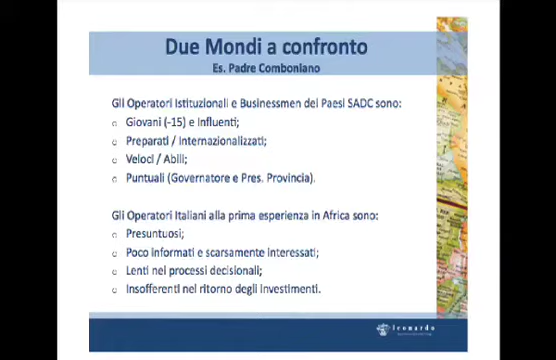 Due Mondi a confronto
Es. Padre Comboniano
Gli Operatori Istituzionali e Businessmen dei Paesi SADC sono:
Giovani (-15) e Influenti;
Preparati / Internazionalizzati;
Veloci / Abili;
Puntuali (Governatore e Pres. Provincia).
Gli Operatori Italiani alla prima esperienza in Africa sono:
Presuntuosi;
Poco informati e scarsamente interessati;
Lenti nei processi decisionali;
Insofferenti nel ritorno degli investimenti.
leonardo